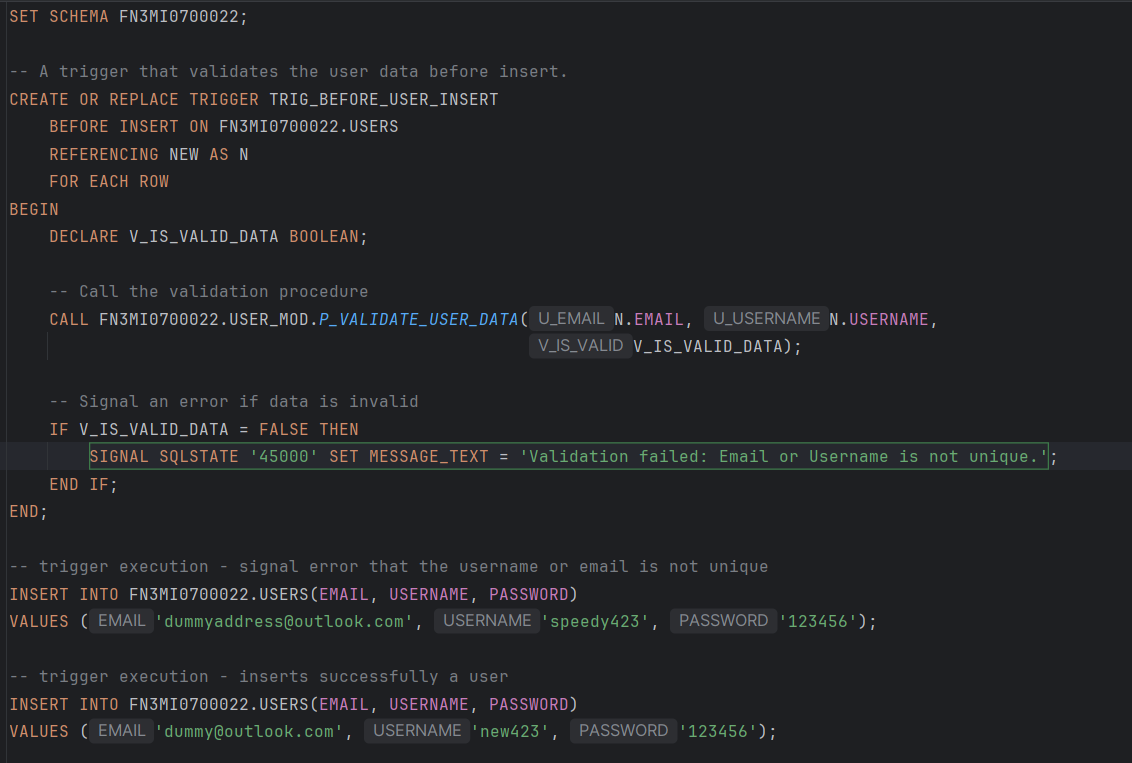 SET SCHEMA FN3MI0700022;
-- A trigger that validates the user data before insert.
CREATE OR REPLACE TRIGGER TRIG_BEFORE_USER_INSERT
    BEFORE INSERT ON FN3MI0700022.USERS
    REFERENCING NEW AS N
    FOR EACH ROW
BEGIN
    DECLARE V_IS_VALID_DATA BOOLEAN;
    -- Call the validation procedure
    CALL FN3MI0700022.USER_MOD.P_VALIDATE_USER_DATA( U_EMAIL N.EMAIL, U_USERNAME N.USERNAME,
    V_IS_VALID V_IS_VALID_DATA);
    -- Signal an error if data is invalid
    IF V_IS_VALID_DATA = FALSE THEN
        SIGNAL SQLSTATE '45000' SET MESSAGE_TEXT = 'Validation failed: Email or Username is not unique.';
    END IF;
END;
-- trigger execution - signal error that the username or email is not unique
INSERT INTO FN3MI0700022.USERS(EMAIL, USERNAME, PASSWORD)
VALUES ( EMAIL 'dummyaddress@outlook.com', USERNAME 'speedy423', PASSWORD '123456');
-- trigger execution - inserts successfully a user
INSERT INTO FN3MI0700022.USERS(EMAIL, USERNAME, PASSWORD)
VALUES ( EMAIL 'dummy@outlook.com', USERNAME 'new423', PASSWORD '123456');